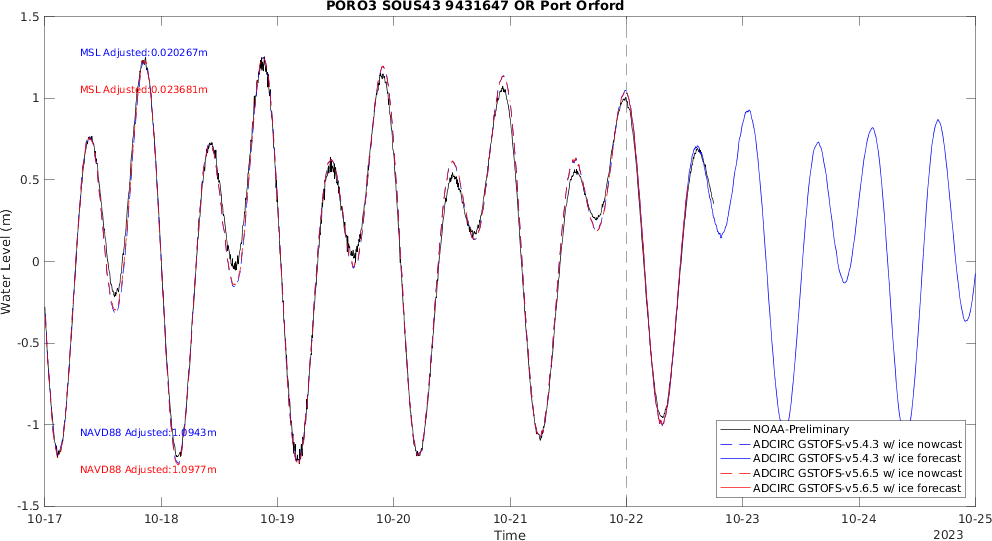 PORO3 SOUS43 9431647 OR Port Orford
1.5
MSL Adjusted:0.020267m
1
MSL Adjusted:0.023681m
0.5
Water Level (m)
0
-0.5
-1
NAVD88 Adjusted:1.0943m
NAVD88 Adjusted:1.0977m
-1.5
NOAA-Preliminary
ADCIRC GSTOFS-v5.4.3 w/ ice nowcast
ADCIRC GSTOFS-v5.4.3 w/ ice forecast
ADCIRC GSTOFS-v5.6.5 w/ ice nowcast
ADCIRC GSTOFS-v5.6.5 w/ ice forecast
10-17 10-18 10-19 10-20 10-21 10-22 10-23 10-24 10-25
Time
2023